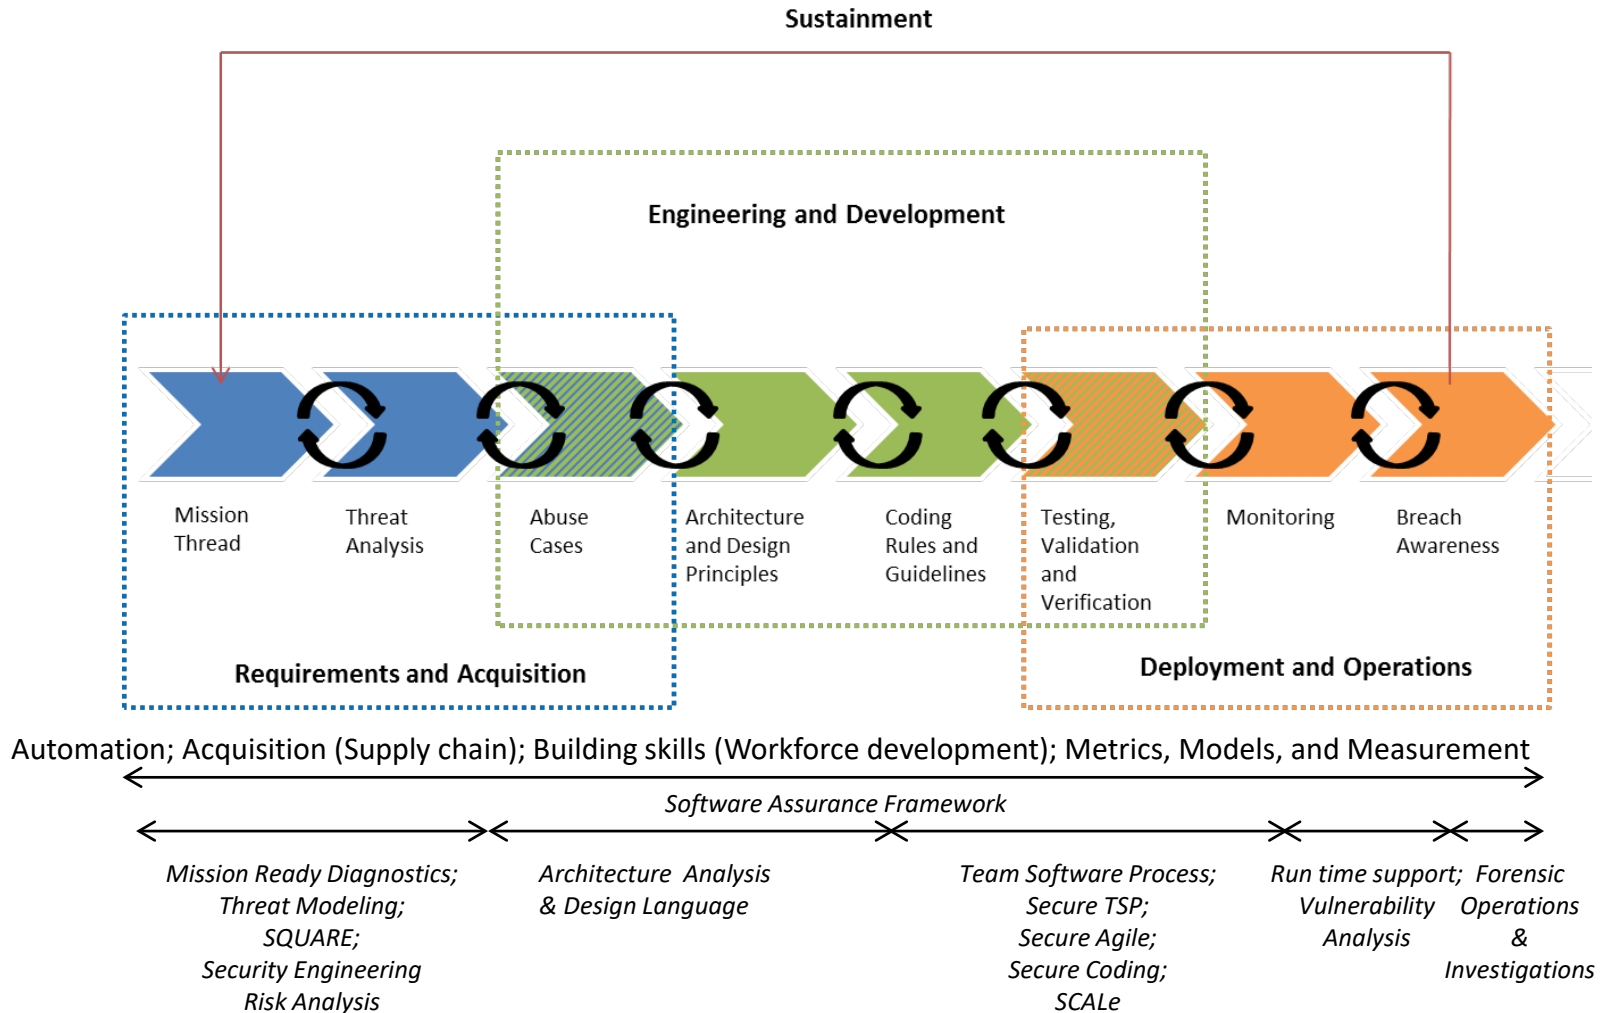 Sustainment
Engineering and Development
Mission
Thread
Threat
Analysis
Abuse
Cases
Architecture
and Design
Principles
Coding
Rules and
Guidelines
Testing,
Validation
and
Verification
Monitoring
Breach
Awareness
Requirements and Acquisition
Deployment and Operations
Automation; Acquisition (Supply chain); Building skills (Workforce development); Metrics, Models, and Measurement
Software Assurance Framework
Mission Ready Diagnostics;
Threat Modeling;
SQUARE;
Security Engineering
Risk Analysis
Architecture Analysis
& Design Language
Team Software Process;
Secure TSP;
Secure Agile;
Secure Coding;
SCALe
Run time support;
Vulnerability
Analysis
Forensic
Operations
&
Investigations